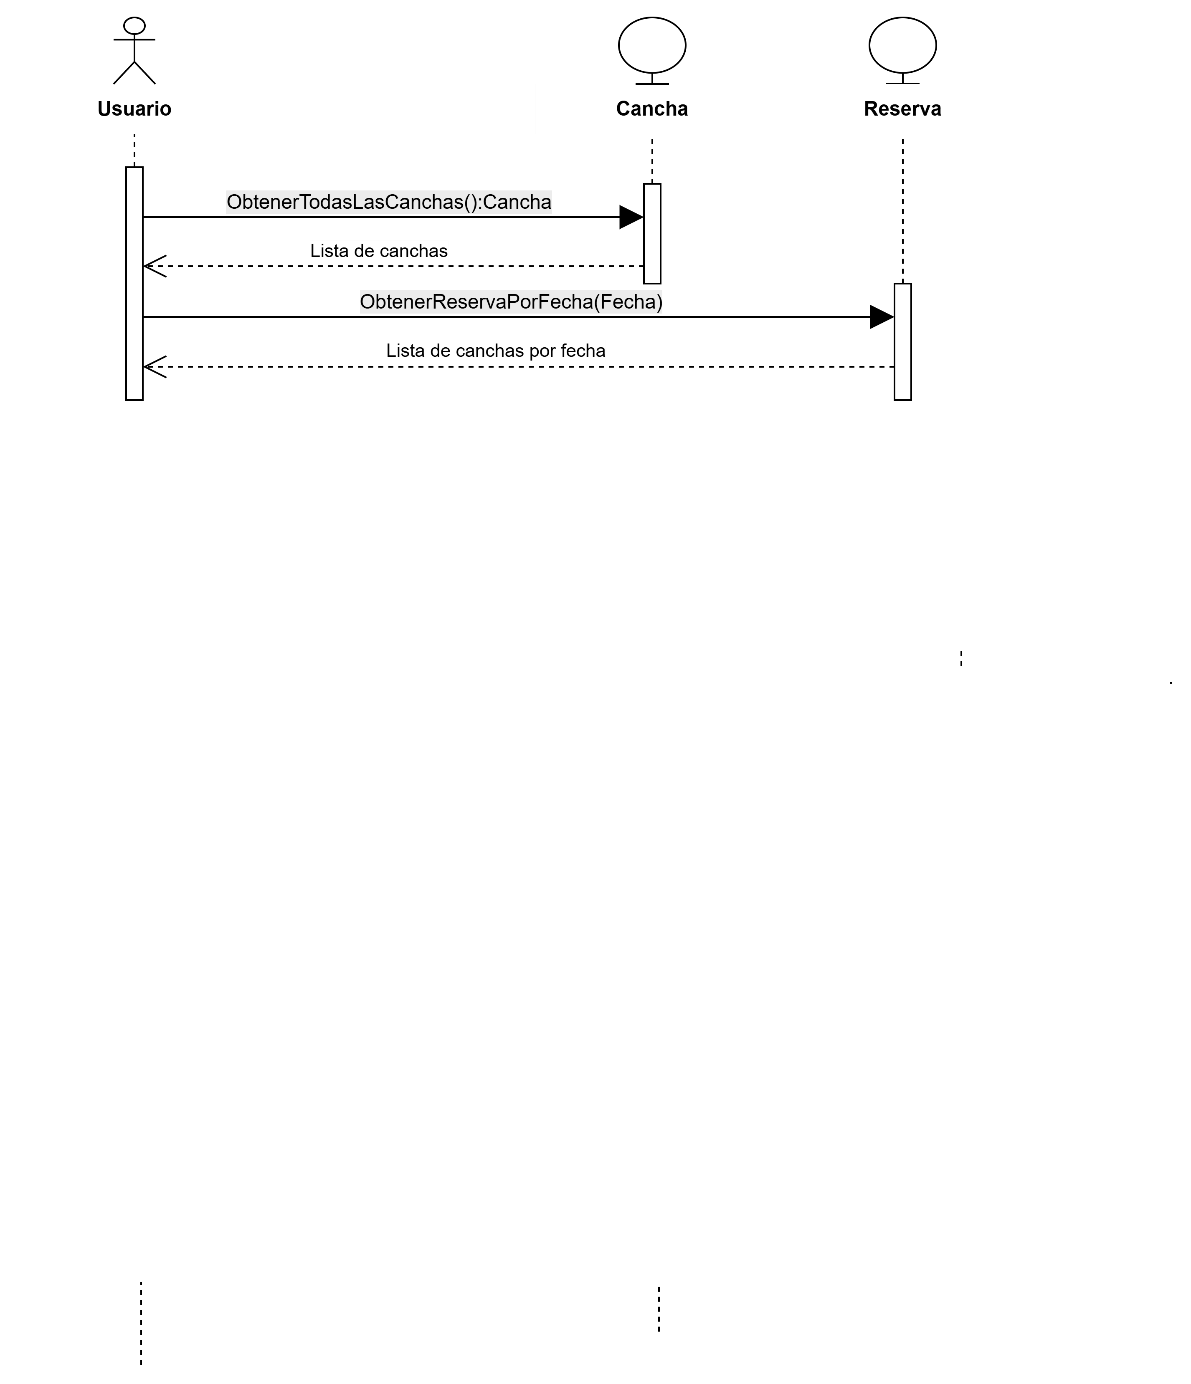 Usuario
Cancha
Reserva
ObtenerTodasLasCanchas():Cancha
Lista de canchas
ObtenerReservaPorFecha(Fecha)
Lista de canchas por fecha